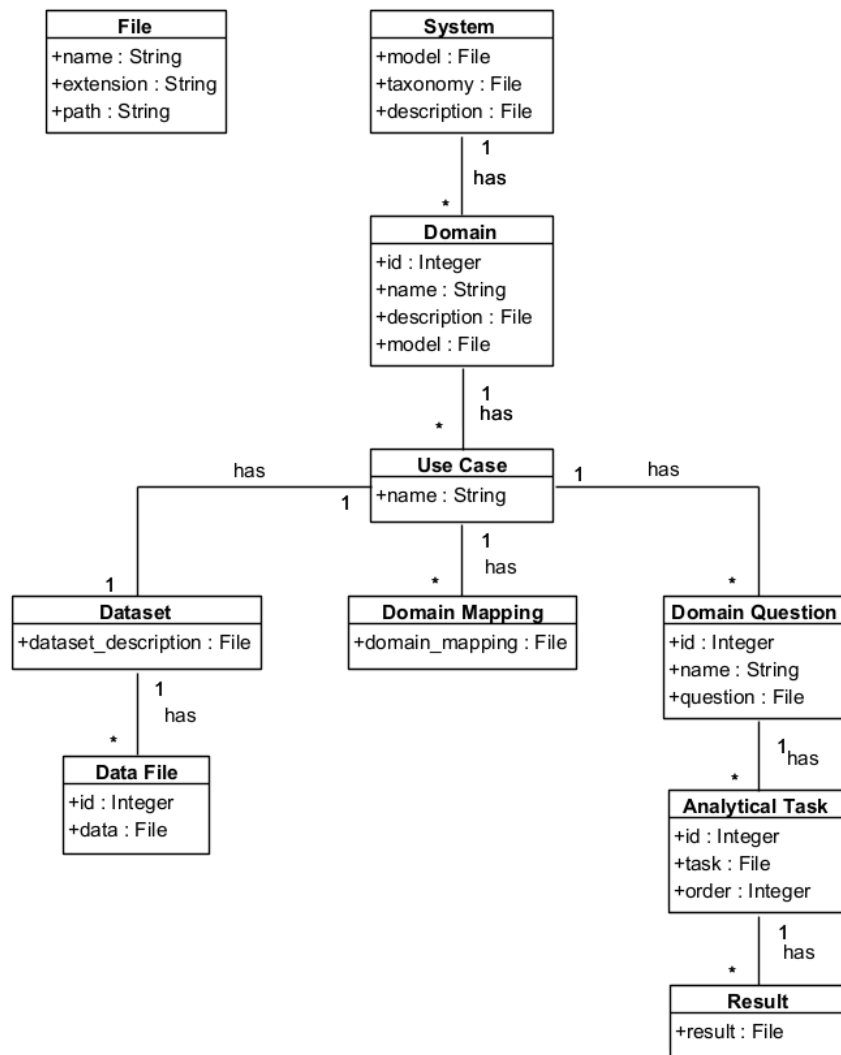 File
+name : String
+extension : String
+path : String
System
+model : File
+taxonomy : File
+description : File
1
has
*
Domain
+id : Integer
+name : String
+description : File
+model : File
1
has
*
Use Case
+name : String
has
1
1
has
1
1
has
*
*
Dataset
+dataset_description : File
Domain Mapping
+domain_mapping : File
Domain Question
+id : Integer
+name : String
+question : File
1
has
*
Data File
+id : Integer
+data : File
1
has
*
Analytical Task
+id : Integer
+task : File
+order : Integer
1
has
*
Result
+result : File